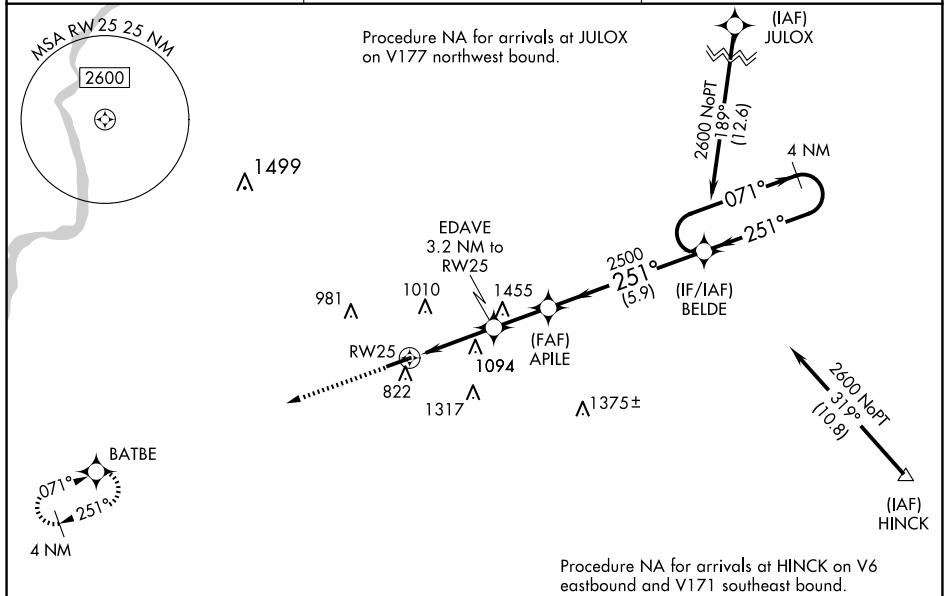 MSA RW25 25 NM
2600
Procedure NA for arrivals at JULOX
on V177 northwest bound.
(IAF)
JULOX
2600 NoPT
189°
(12.6)
4 NM
071°
251°
1499
EDAVE
3.2 NM to
RW25
2500
251°
(5.9)
(IF/IAF)
BELDE
981
1010
1455
(FAF)
APILE
RW25
1094
822
1317
1375±
2600 NoPT
319°
(10.8)
(IAF)
HINCK
BATBE
071°
251°
4 NM
Procedure NA for arrivals at HINCK on V6
eastbound and V171 southeast bound.